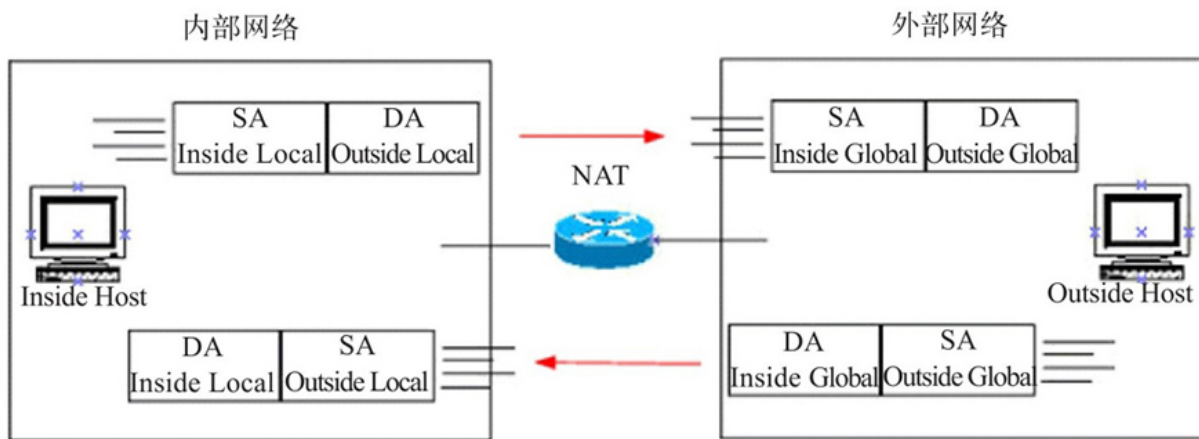 内部网络
外部网络
SA DA
Inside Local Outside Local
SA DA
Inside Global Outside Global
NAT
Inside Host
Outside Host
DA SA
Inside Local Outside Local
DA SA
Inside Global Outside Global